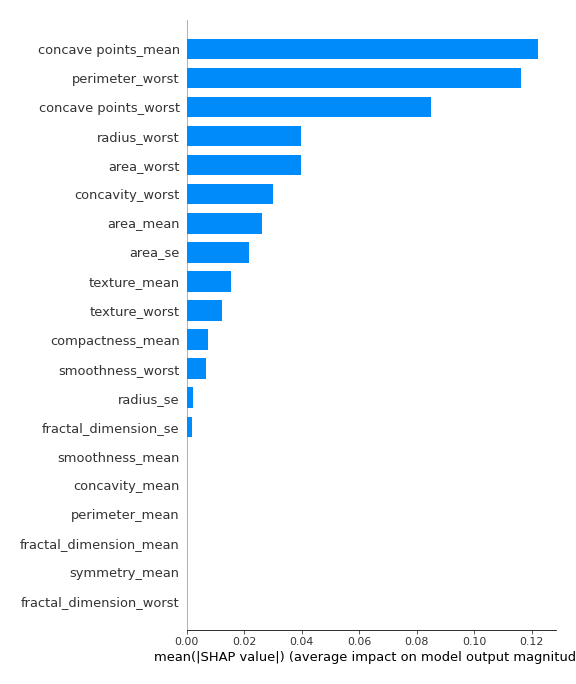 concave points_mean
perimeter_worst
concave points_worst
radius_worst
area_worst
concavity_worst
area_mean
area_se
texture_mean
texture_worst
compactness_mean
smoothness_worst
radius_se
fractal_dimension_se
smoothness_mean
concavity_mean
perimeter_mean
fractal_dimension_mean
symmetry_mean
fractal_dimension_worst
0.00 0.02 0.04 0.06 0.08 0.10 0.12
mean(|SHAP value|) (average impact on model output magnitud